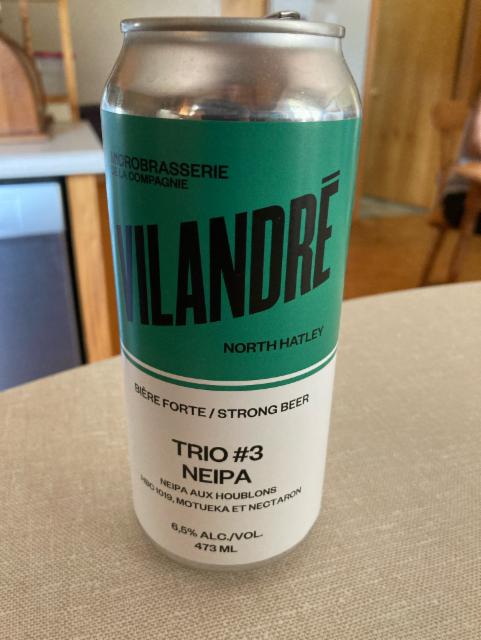 MICROBRASSERIE
DE LA COMPAGNIE
VILANDRÉ
NORTH HATLEY
BIÈRE FORTE / STRONG BEER
TRIO #3
NEIPA
NEIPA AUX HOUBLONS
HBC 1019, MOTUEKA ET NECTARON
6,5% ALC./VOL.
473 ML